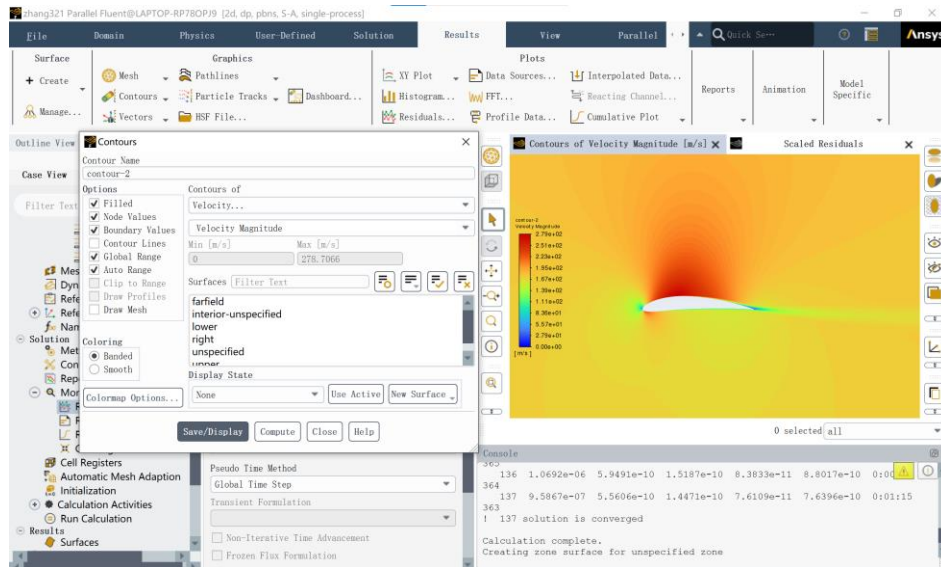 zhang321 Parallel Fluent@LAPTOP-RP78OPJ9 [2d, dp, pbns, S-A, single-process]
File Domain Physics User-Defined Solution Results View Parallel Quick Se··· Ansys
Surface Graphics Plots
+ Create Mesh Pathlines XY Plot Data Sources... Interpolated Data...
Contours Particle Tracks Dashboard... Histogram... FFT... Reacting Channel... Reports Animation Model Specific
Manage... Vectors HSF File... Residuals... Profile Data... Cumulative Plot
Outline View
Case View
Filter Text
Mes
Dyn
Refe
Refe
Nan
Solution
Met
Con
Rep
Mor
Cell Registers
Automatic Mesh Adaption
Initialization
Calculation Activities
Run Calculation
Results
Surfaces
Contours
Contour Name
contour-2
Options
Filled
Node Values
Boundary Values
Contour Lines
Global Range
Auto Range
Clip to Range
Draw Profiles
Draw Mesh
Coloring
Banded
Smooth
Colormap Options...
Contours of
Velocity...
Velocity Magnitude
Min [m/s] Max [m/s]
0 278.7066
Surfaces Filter Text
farfield
interior-unspecified
lower
right
unspecified
upper
Display State
None Use Active New Surface
Save/Display Compute Close Help
Pseudo Time Method
Global Time Step
Transient Formulation
Non-Iterative Time Advancement
Frozen Flux Formulation
Contours of Velocity Magnitude [m/s] Scaled Residuals
contour-2
Velocity Magnitude
2.79e+02
2.51e+02
2.23e+02
1.95e+02
1.67e+02
1.39e+02
1.11e+02
8.36e+01
5.57e+01
2.79e+01
0.00e+00
[m/s]
0 selected all
Console
365
136 1.0692e-06 5.9491e-10 1.5187e-10 8.3833e-11 8.8017e-10 0:00
364
137 9.5867e-07 5.5606e-10 1.4471e-10 7.6109e-11 7.6396e-10 0:01:15
363
! 137 solution is converged
Calculation complete.
Creating zone surface for unspecified zone